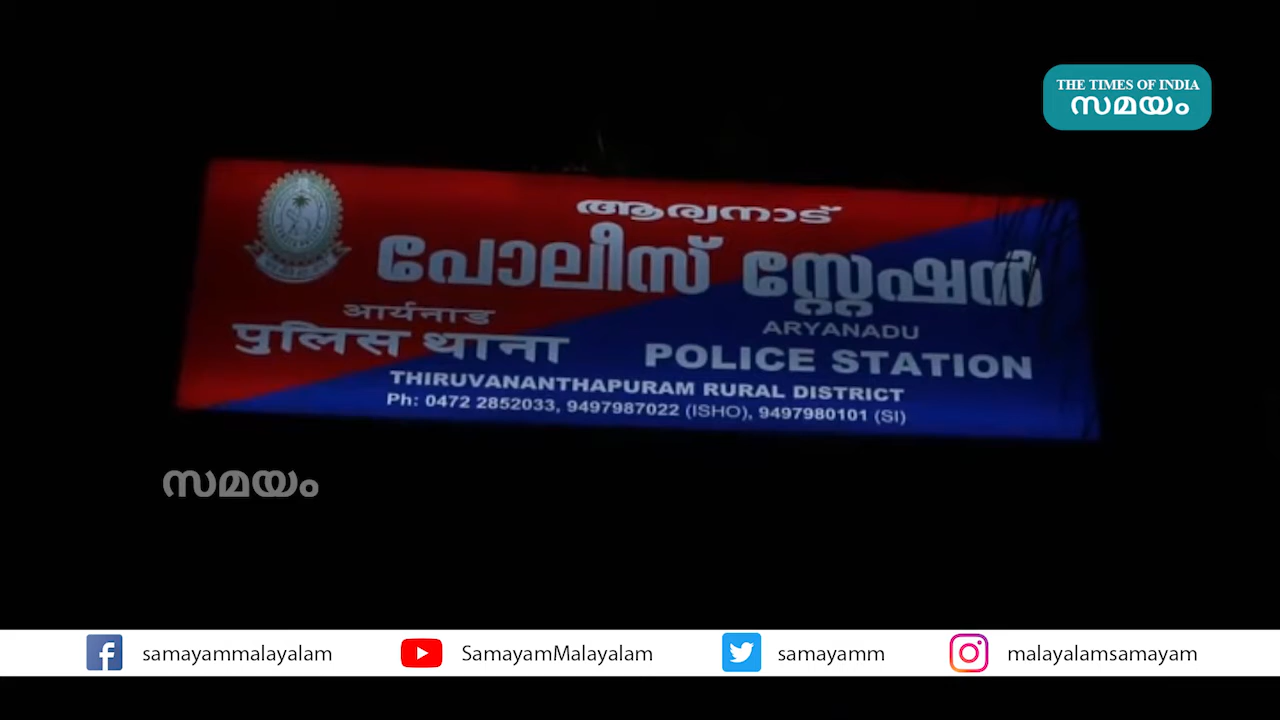 THE TIMES OF INDIA
സമയം
ആര്യനാട്
പോലീസ് സ്റ്റേഷൻ
आर्यनाड
पुलिस थाना
ARYANADU
POLICE STATION
THIRUVANANTHAPURAM RURAL DISTRICT
Ph: 0472 2852033, 9497987022 (ISHO), 9497980101 (SI)
സമയം
samayammalayalam
SamayamMalayalam
samayamm
malayalamsamayam